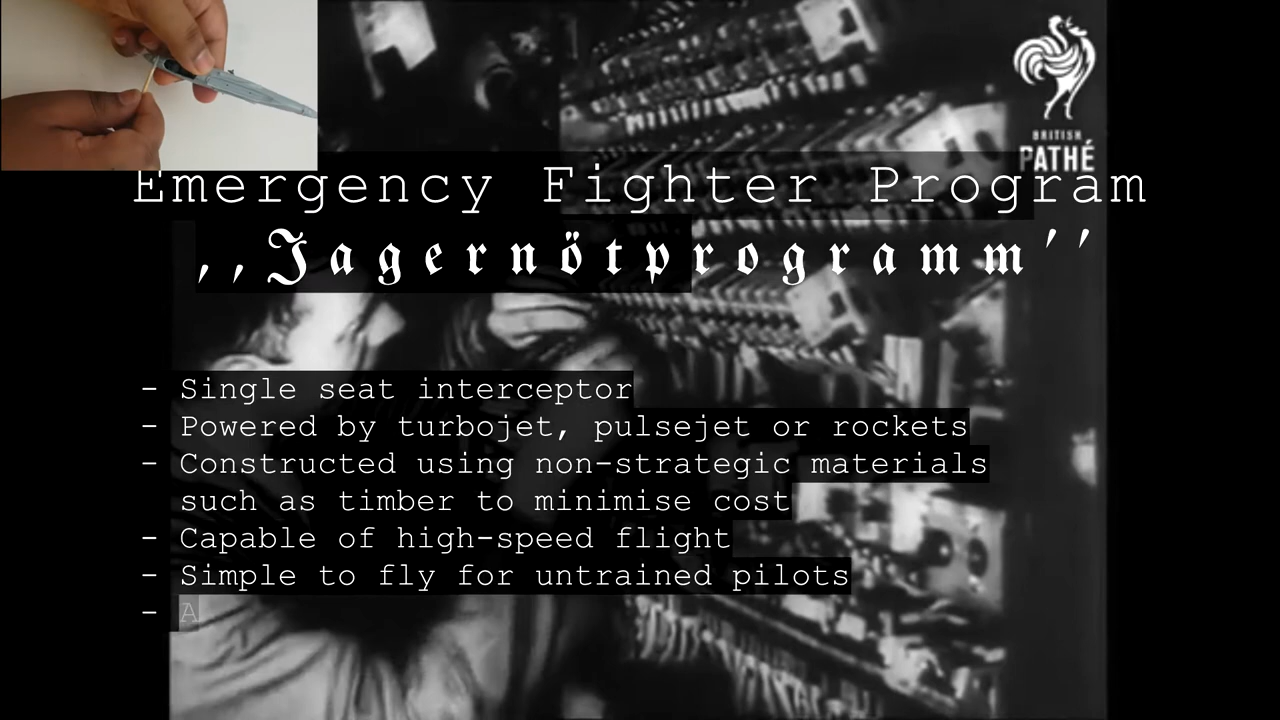 BRITISH
PATHÉ
Emergency Fighter Program
,,Jagernötprogramm''
- Single seat interceptor
- Powered by turbojet, pulsejet or rockets
- Constructed using non-strategic materials
such as timber to minimise cost
- Capable of high-speed flight
- Simple to fly for untrained pilots
- A